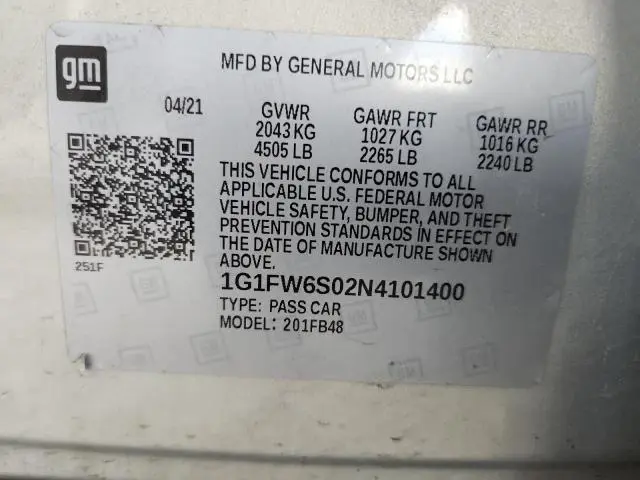 gm
MFD BY GENERAL MOTORS LLC
04/21 GVWR GAWR FRT GAWR RR
2043 KG 1027 KG 1016 KG
4505 LB 2265 LB 2240 LB
THIS VEHICLE CONFORMS TO ALL
APPLICABLE U.S. FEDERAL MOTOR
VEHICLE SAFETY, BUMPER, AND THEFT
PREVENTION STANDARDS IN EFFECT ON
THE DATE OF MANUFACTURE SHOWN
ABOVE.
251F
1G1FW6S02N4101400
TYPE: PASS CAR
MODEL: 201FB48